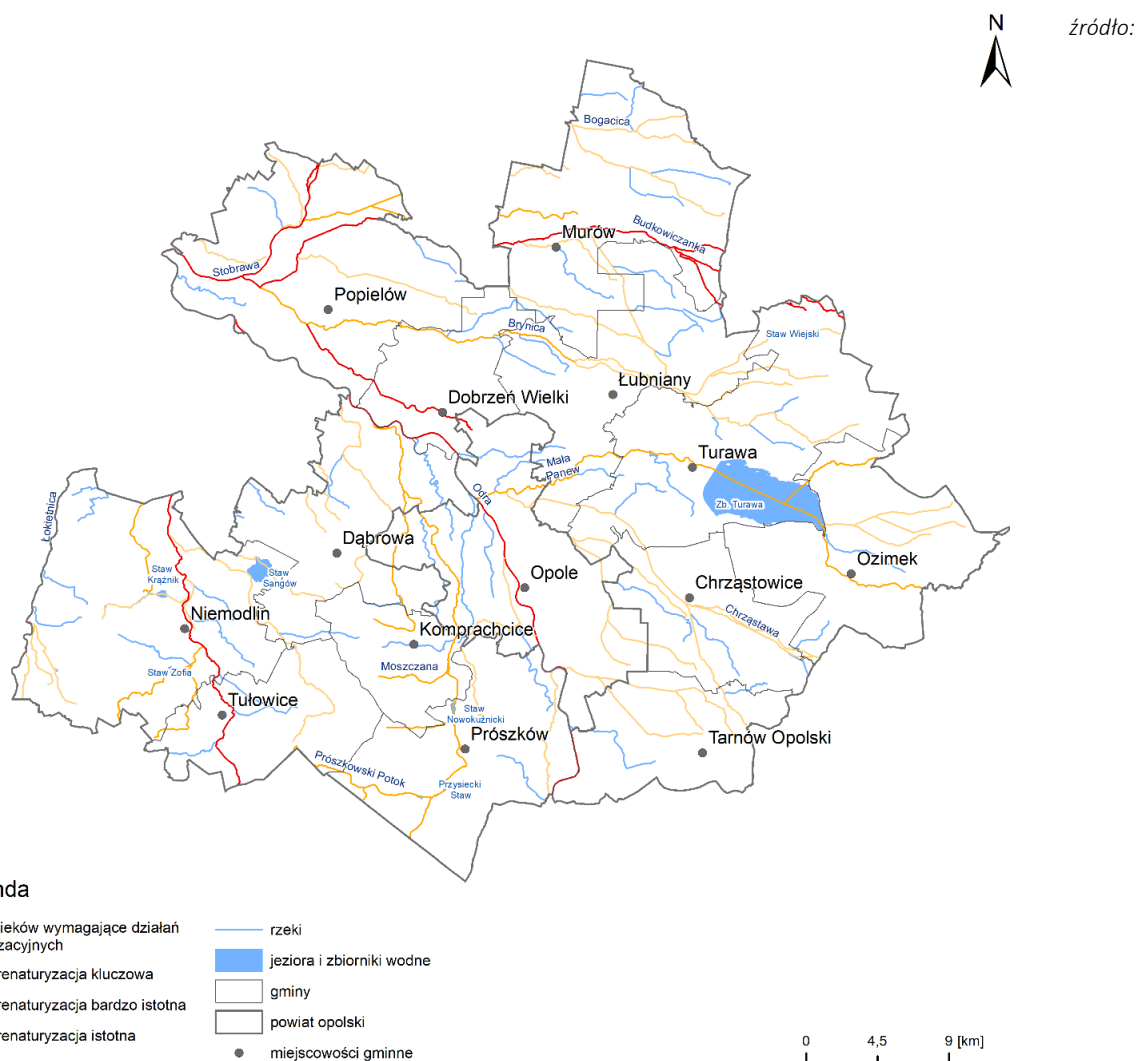 N
źródło:
Bogacica
Budkowiczanka
Murów
Stobrawa
Popielów
Brynica
Staw Wiejski
Łubniany
Dobrzeń Wielki
Turawa
Mała
Panew
Zb. Turawa
Odra
Łokietnica
Dąbrowa
Ozimek
Staw
Krąźnik
Staw
Sangów
Opole
Chrząstowice
Chrząstawa
Niemodlin
Komprachcice
Moszczana
Staw Zofia
Tułowice
Staw
Nowokuźnicki
Prószków
Tarnów Opolski
Prószkowski Potok
Przysiecki
Staw
nda
ieków wymagające działań
zacyjnych
renaturyzacja kluczowa
renaturyzacja bardzo istotna
renaturyzacja istotna
rzeki
jeziora i zbiorniki wodne
gminy
powiat opolski
miejscowości gminne
0 4,5 9 [km]